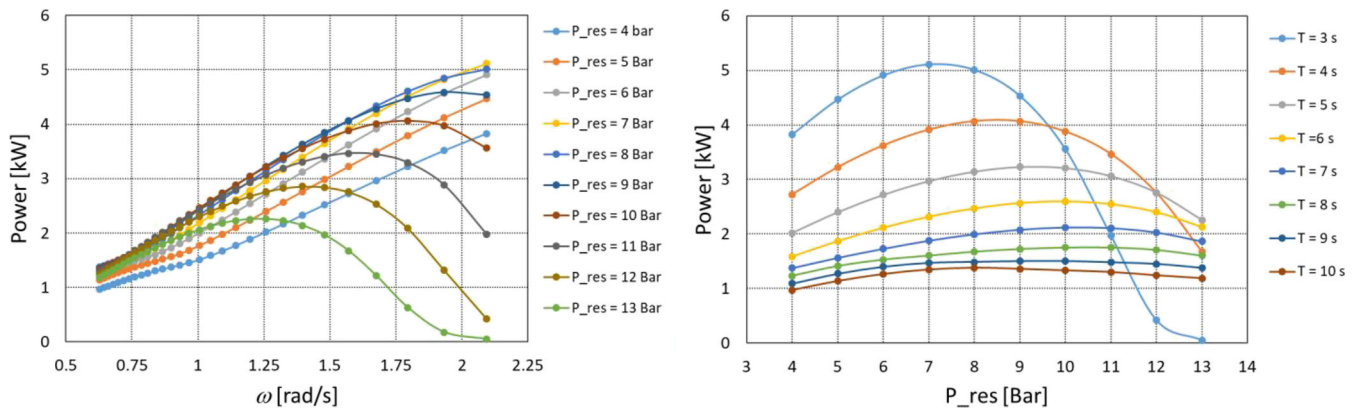 6
5
4
3
2
1
0
Power [kW]
0.5
0.75
1
1.25
1.5
1.75
2
2.25
ω [rad/s]
P_res = 4 bar
P_res = 5 Bar
P_res = 6 Bar
P_res = 7 Bar
P_res = 8 Bar
P_res = 9 Bar
P_res = 10 Bar
P_res = 11 Bar
P_res = 12 Bar
P_res = 13 Bar
6
5
4
3
2
1
0
Power [kW]
3
4
5
6
7
8
9
10
11
12
13
14
P_res [Bar]
T = 3 s
T = 4 s
T = 5 s
T =6 s
T = 7 s
T = 8 s
T = 9 s
T = 10 s